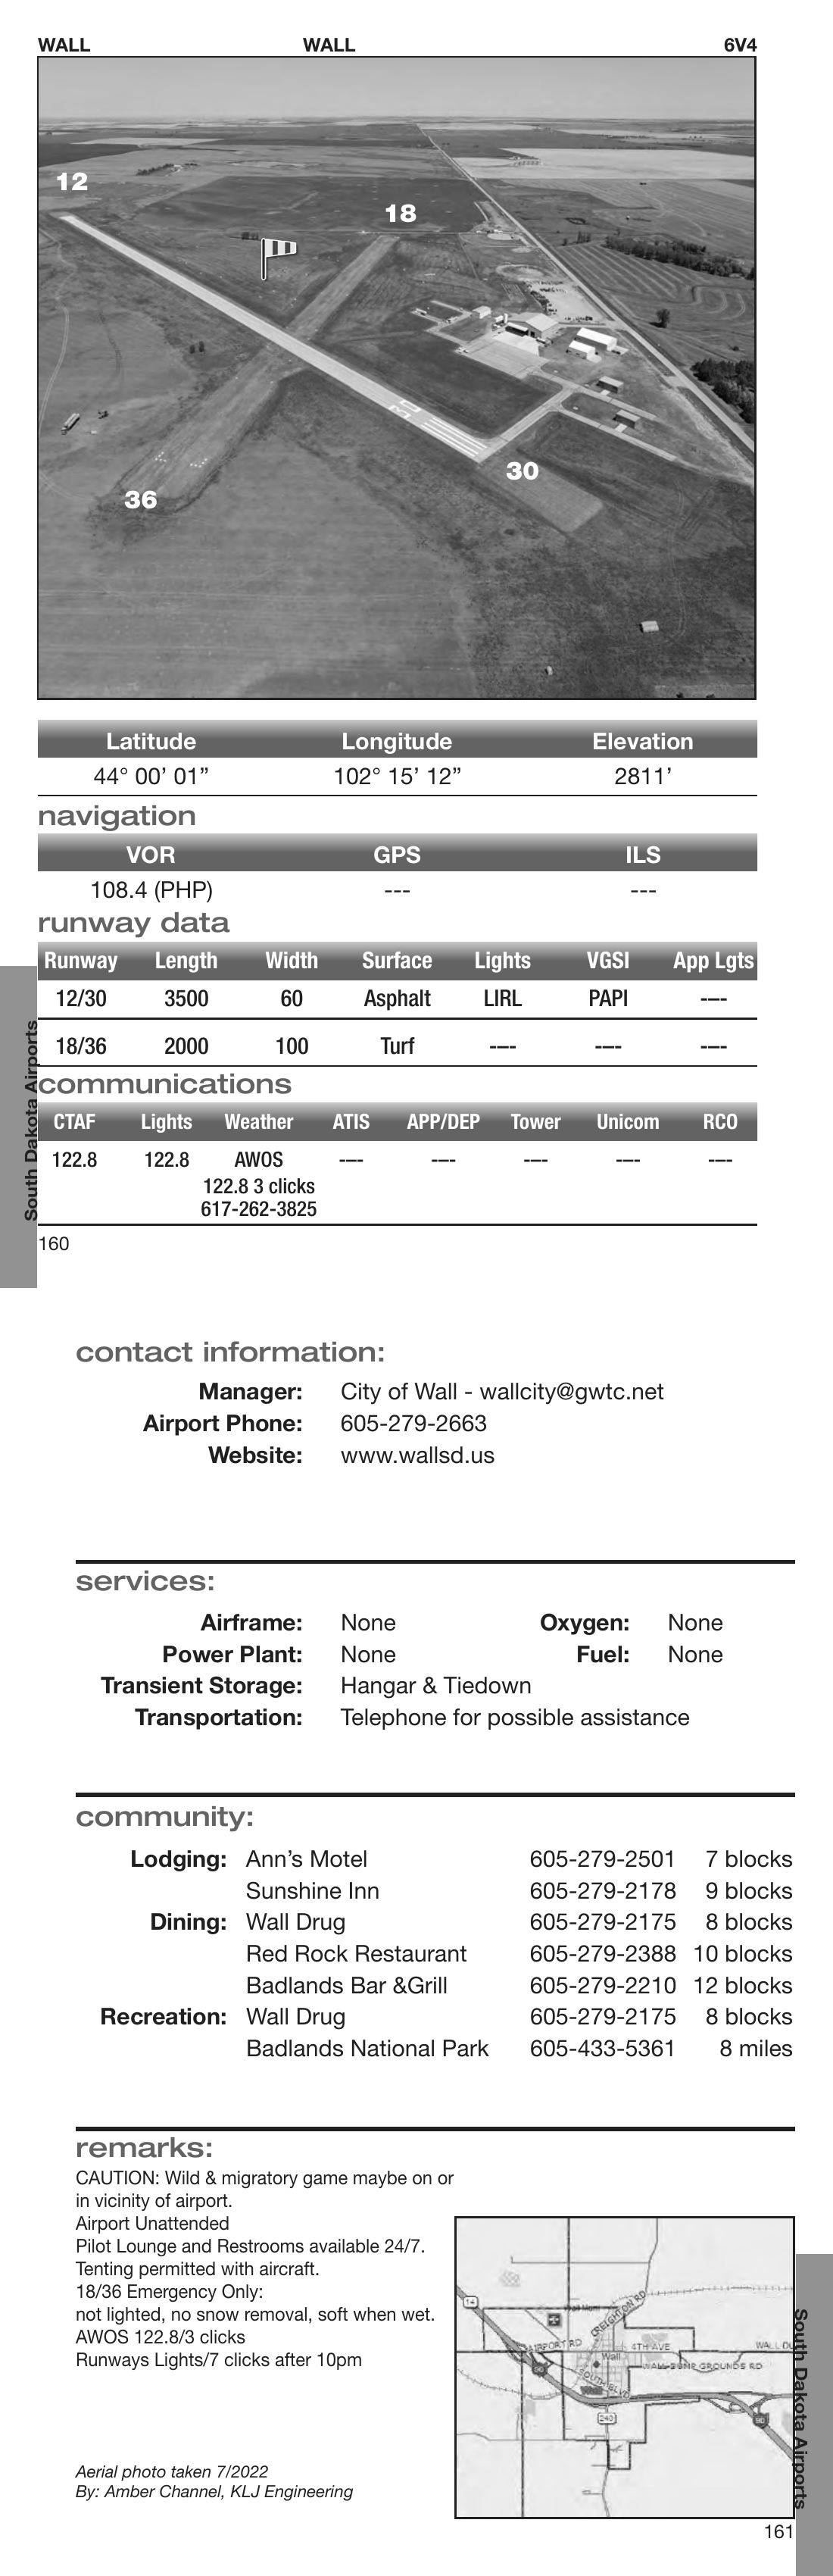 WALL WALL 6V4
12
18
30
36
Latitude Longitude Elevation
44° 00’ 01” 102° 15’ 12” 2811’
navigation
VOR GPS ILS
108.4 (PHP) --- ---
runway data
Runway Length Width Surface Lights VGSI App Lgts
12/30 3500 60 Asphalt LIRL PAPI ----
18/36 2000 100 Turf ---- ---- ----
communications
CTAF Lights Weather ATIS APP/DEP Tower Unicom RCO
122.8 122.8 AWOS ---- ---- ---- ---- ----
122.8 3 clicks
617-262-3825
South Dakota Airports
160
contact information:
Manager: City of Wall - wallcity@gwtc.net
Airport Phone: 605-279-2663
Website: www.wallsd.us
services:
Airframe: None Oxygen: None
Power Plant: None Fuel: None
Transient Storage: Hangar & Tiedown
Transportation: Telephone for possible assistance
community:
Lodging: Ann’s Motel 605-279-2501 7 blocks
Sunshine Inn 605-279-2178 9 blocks
Dining: Wall Drug 605-279-2175 8 blocks
Red Rock Restaurant 605-279-2388 10 blocks
Badlands Bar &Grill 605-279-2210 12 blocks
Recreation: Wall Drug 605-279-2175 8 blocks
Badlands National Park 605-433-5361 8 miles
remarks:
CAUTION: Wild & migratory game maybe on or
in vicinity of airport.
Airport Unattended
Pilot Lounge and Restrooms available 24/7.
Tenting permitted with aircraft.
18/36 Emergency Only:
not lighted, no snow removal, soft when wet.
AWOS 122.8/3 clicks
Runways Lights/7 clicks after 10pm
14
CREIGHTON RD
AIRPORT RD
4TH AVE
WALL DU
Wall
WALL DUMP GROUNDS RD
90
SOUTH BLVD
240
90
Aerial photo taken 7/2022
By: Amber Channel, KLJ Engineering
South Dakota Airports
161